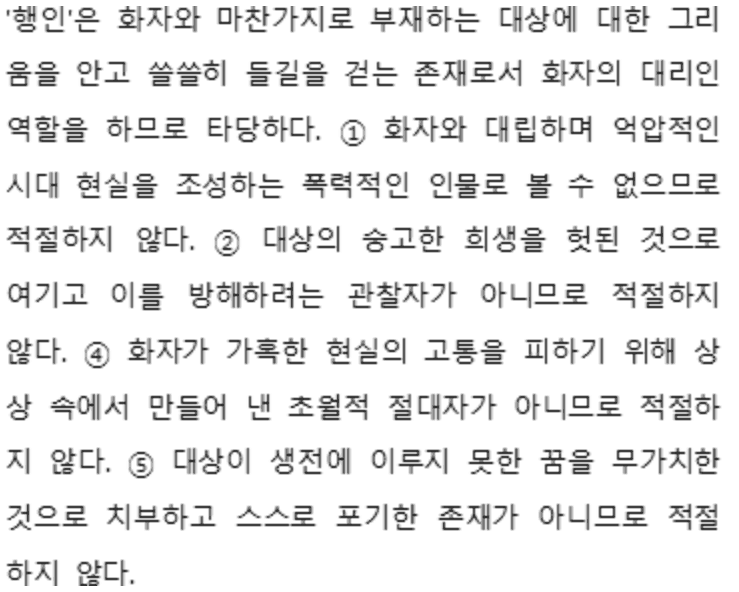 '행인'은 화자와 마찬가지로 부재하는 대상에 대한 그리
움을 안고 쓸쓸히 들길을 걷는 존재로서 화자의 대리인
역할을 하므로 타당하다. ① 화자와 대립하며 억압적인
시대 현실을 조성하는 폭력적인 인물로 볼 수 없으므로
적절하지 않다. ② 대상의 숭고한 희생을 헛된 것으로
여기고 이를 방해하려는 관찰자가 아니므로 적절하지
않다. ④ 화자가 가혹한 현실의 고통을 피하기 위해 상
상 속에서 만들어 낸 초월적 절대자가 아니므로 적절하
지 않다. ⑤ 대상이 생전에 이루지 못한 꿈을 무가치한
것으로 치부하고 스스로 포기한 존재가 아니므로 적절
하지 않다.